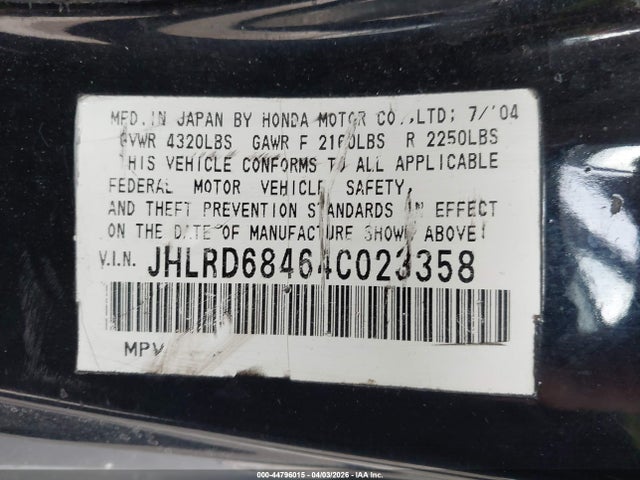 MFD.IN JAPAN BY HONDA MOTOR CO.,LTD; 7/'04
GVWR 4320LBS GAWR F 2160LBS R 2250LBS
THIS VEHICLE CONFORMS TO ALL APPLICABLE
FEDERAL MOTOR VEHICLE SAFETY,
AND THEFT PREVENTION STANDARDS IN EFFECT
ON THE DATE OF MANUFACTURE SHOWN ABOVE:
V.I.N. JHLRD68464C023358
MPV
000-44796015 04/03/2026 IAA Inc.